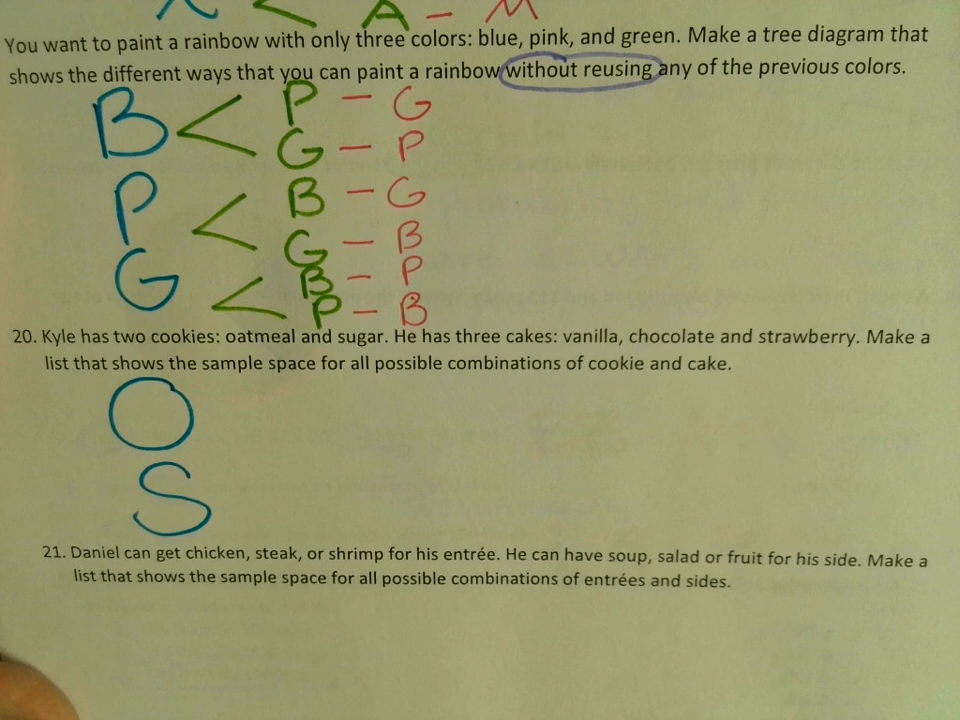 < A - M
You want to paint a rainbow with only three colors: blue, pink, and green. Make a tree diagram that
shows the different ways that you can paint a rainbow without reusing any of the previous colors.
B < P - G
G - P
P < B - G
G - B
G < B - P
P - B
20. Kyle has two cookies: oatmeal and sugar. He has three cakes: vanilla, chocolate and strawberry. Make a
list that shows the sample space for all possible combinations of cookie and cake.
O
S
21. Daniel can get chicken, steak, or shrimp for his entrée. He can have soup, salad or fruit for his side. Make a
list that shows the sample space for all possible combinations of entrées and sides.